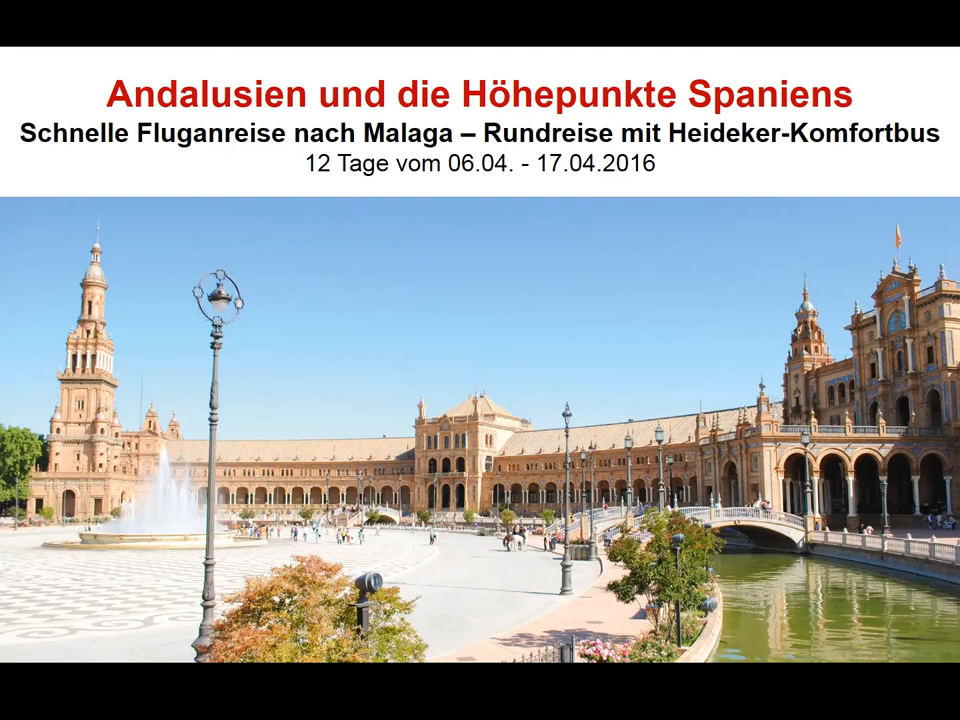 Andalusien und die Höhepunkte Spaniens
Schnelle Fluganreise nach Malaga – Rundreise mit Heideker-Komfortbus
12 Tage vom 06.04. - 17.04.2016